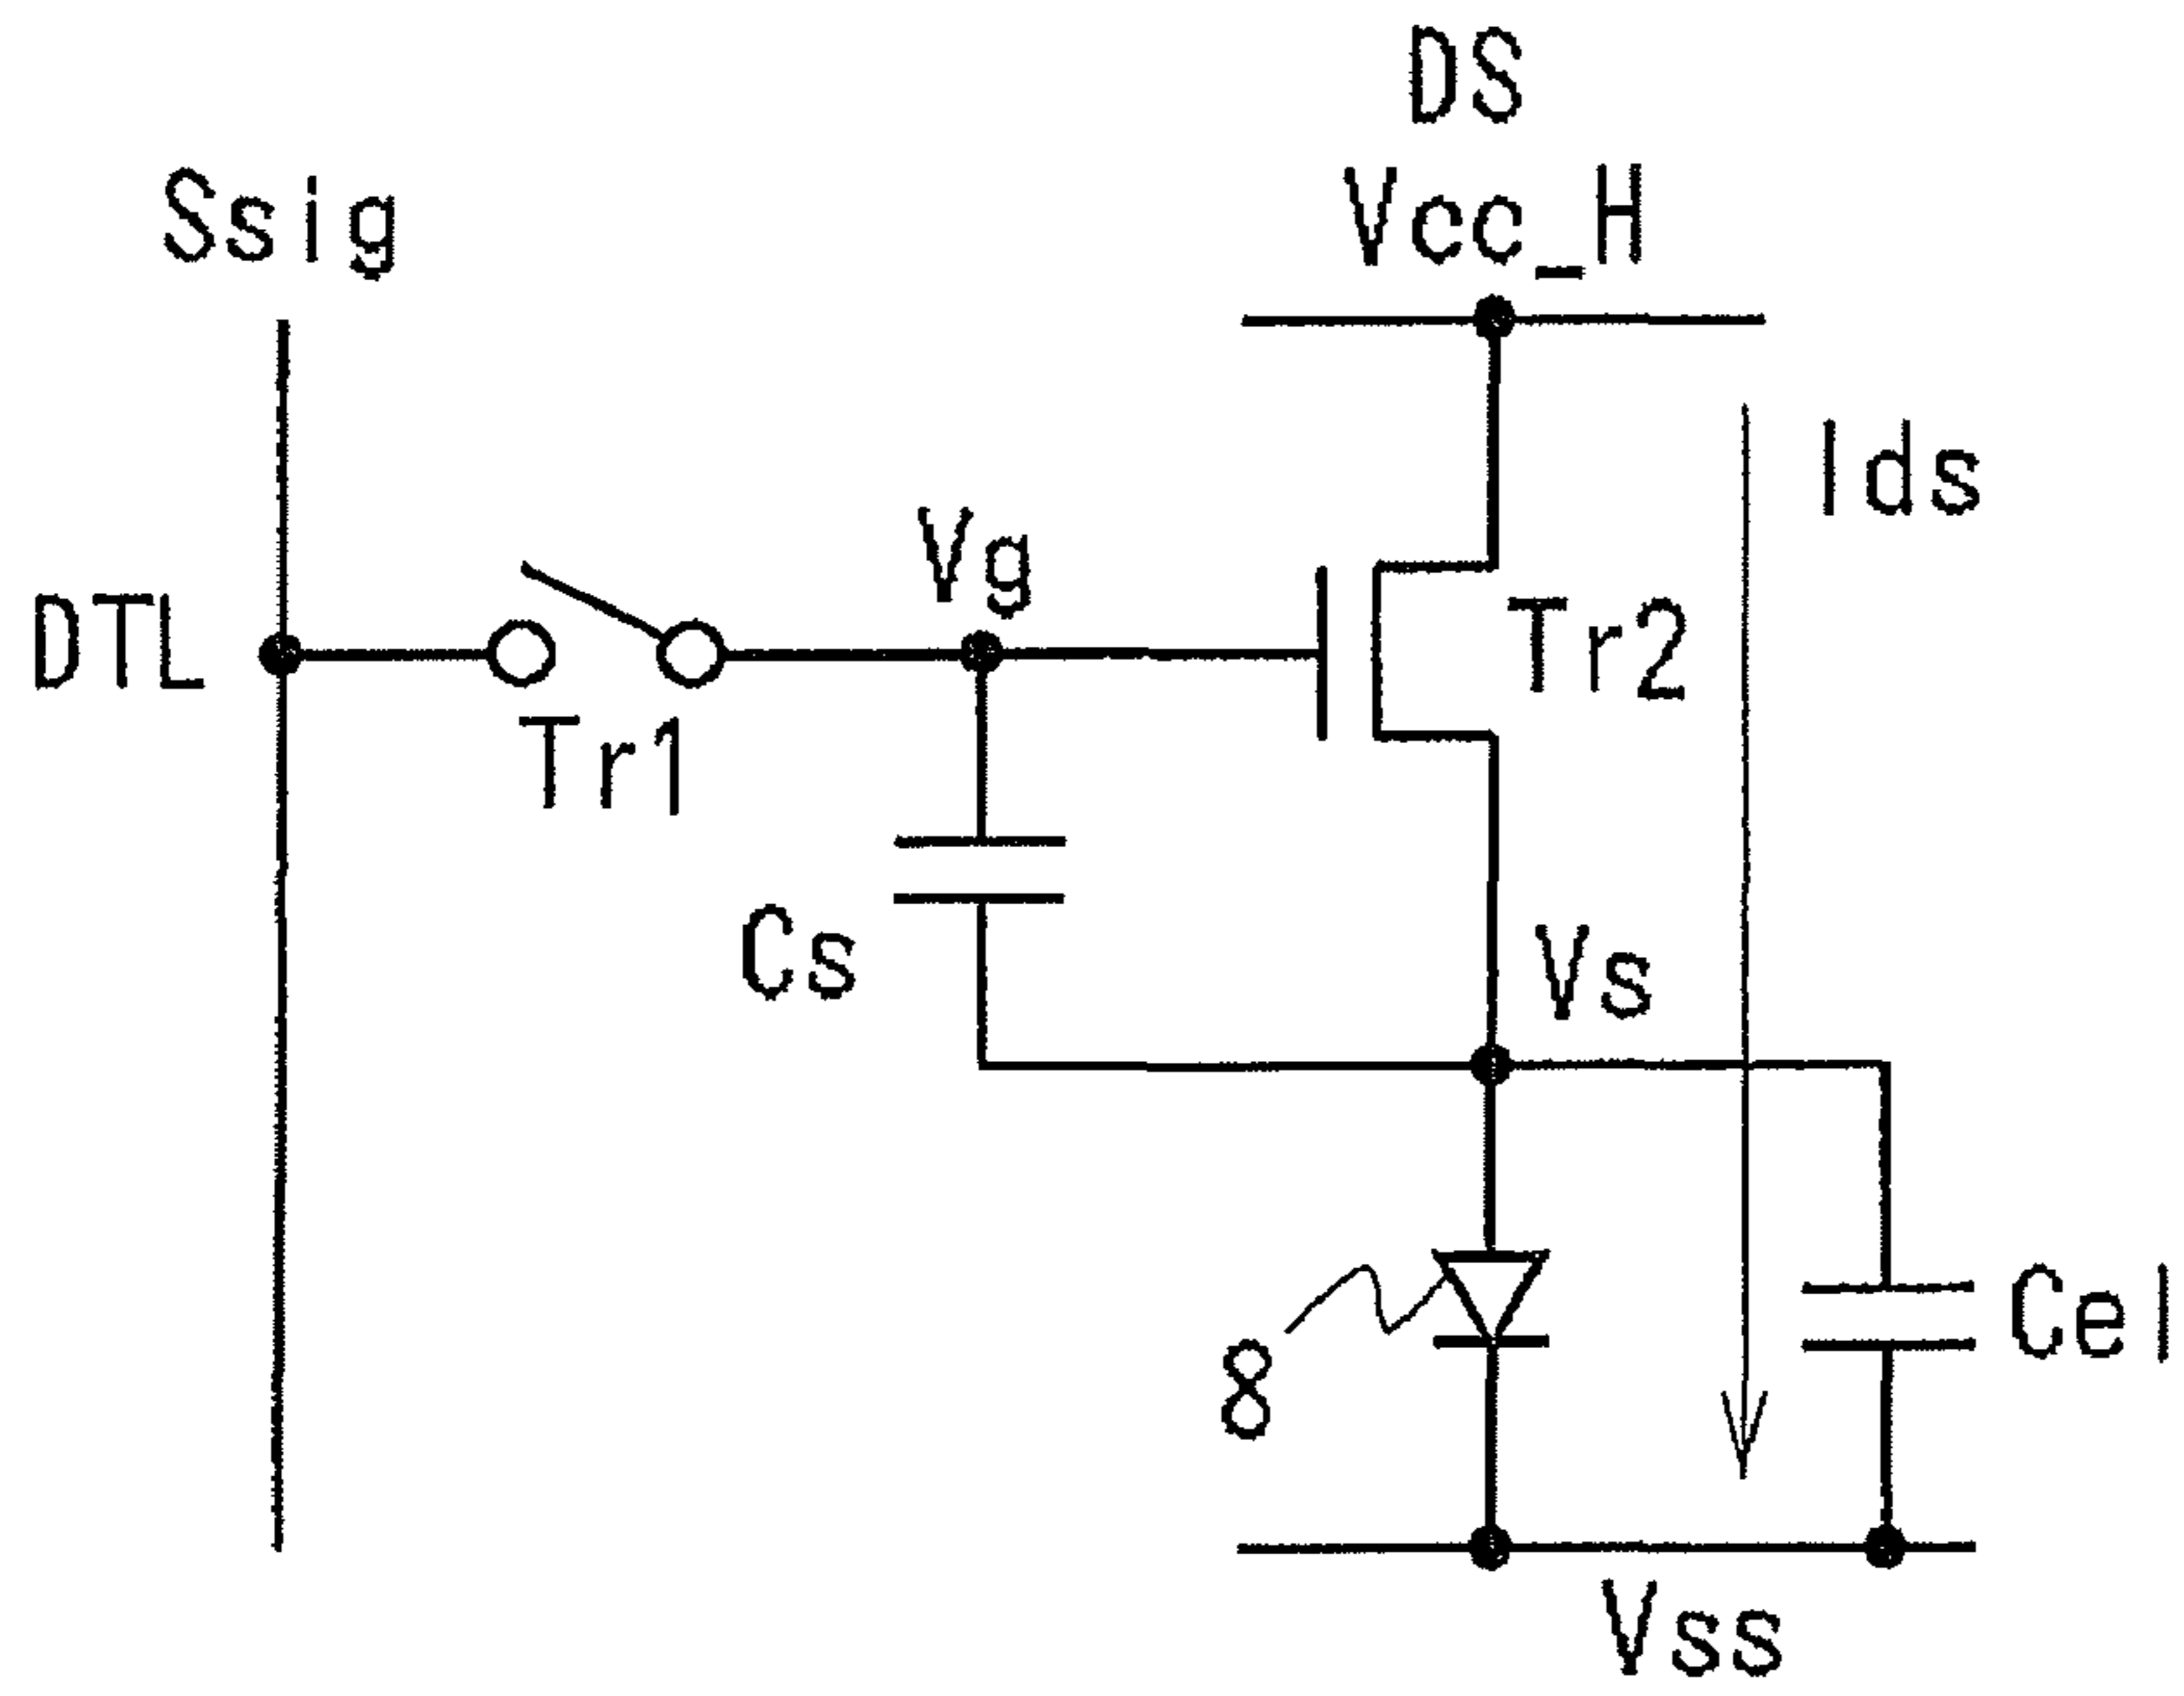 DS
Ssig
Vcc_H
Ids
Vg
DTL
Tr2
Tr1
Cs
Vs
Cel
8
Vss